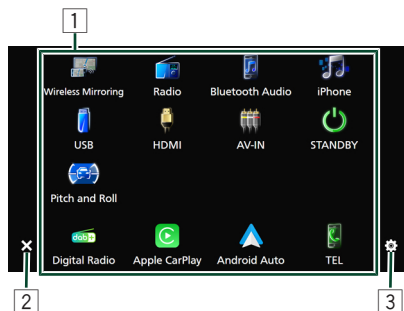 1
Wireless Mirroring Radio Bluetooth Audio iPhone
USB HDMI AV-IN STANDBY
Pitch and Roll
dab+
Digital Radio Apple CarPlay Android Auto TEL
2 3